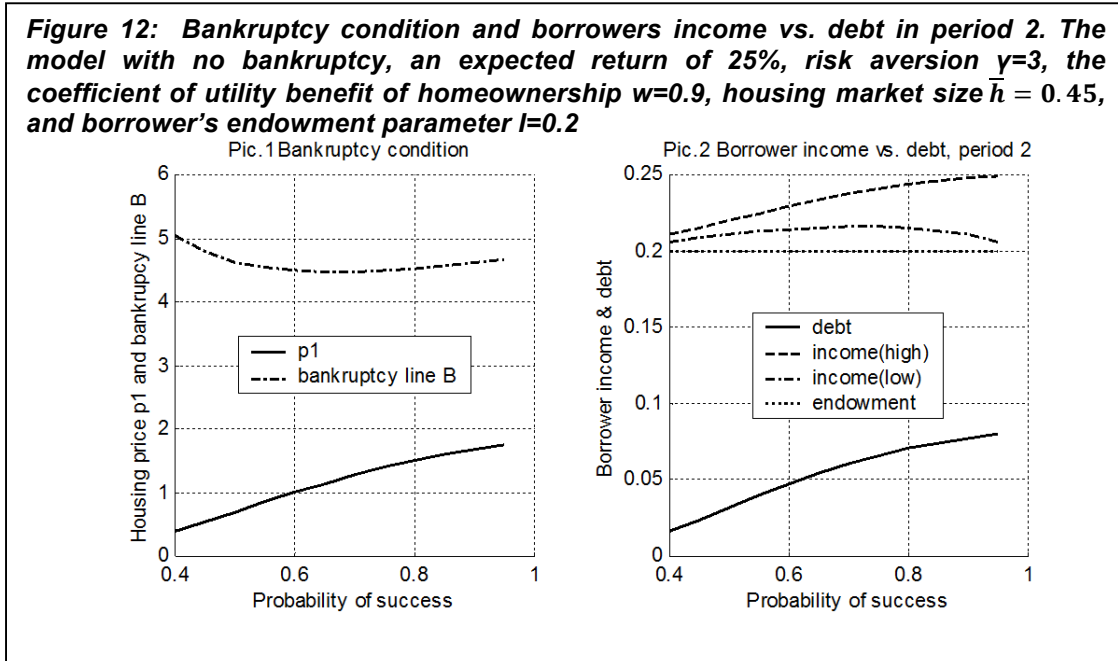 Figure 12: Bankruptcy condition and borrowers income vs. debt in period 2. The
model with no bankruptcy, an expected return of 25%, risk aversion γ=3, the
coefficient of utility benefit of homeownership w=0.9, housing market size h̅ = 0.45,
and borrower's endowment parameter I=0.2
Pic.1 Bankruptcy condition
Housing price p1 and bankrupcy line B
6
5
4
3
2
1
0
p1
bankruptcy line B
0.4 0.6 0.8 1
Probability of success
Pic.2 Borrower income vs. debt, period 2
Borrower income & debt
0.25
0.2
0.15
0.1
0.05
0
debt
income(high)
income(low)
endowment
0.4 0.6 0.8 1
Probability of success